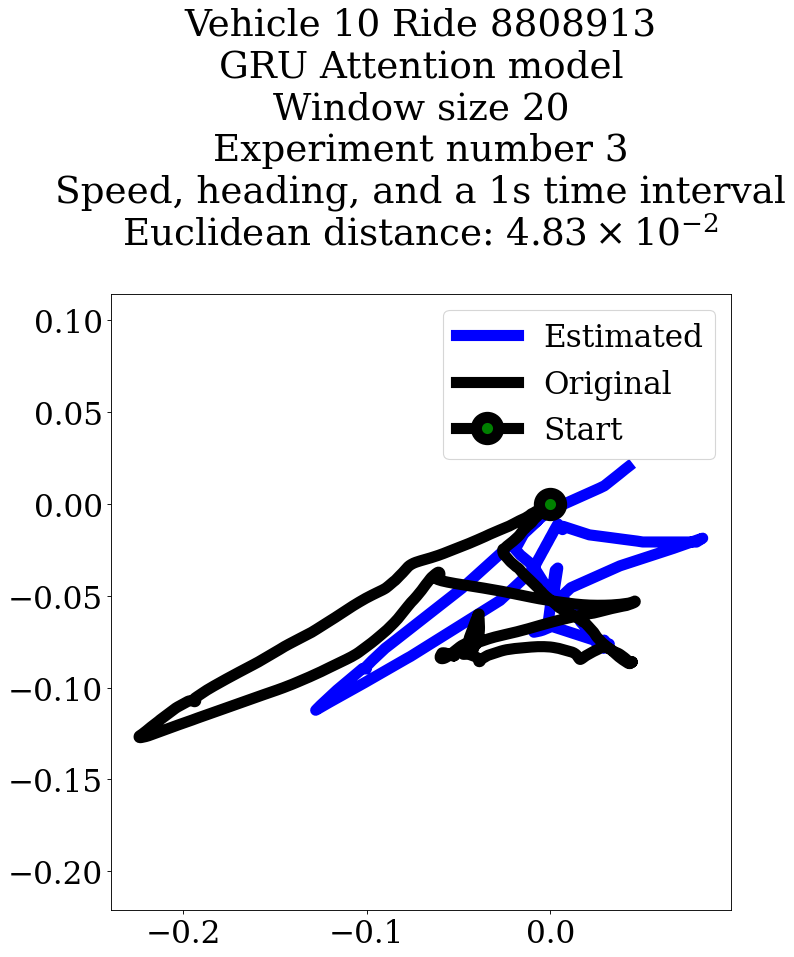 Vehicle 10 Ride 8808913
GRU Attention model
Window size 20
Experiment number 3
Speed, heading, and a 1s time interval
Euclidean distance: 4.83 × 10⁻²
Estimated
Original
Start
0.10
0.05
0.00
−0.05
−0.10
−0.15
−0.20
−0.2
−0.1
0.0